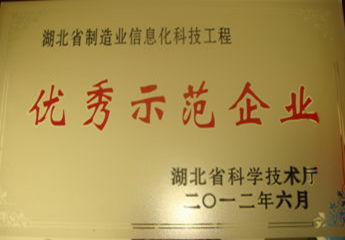 湖北省制造业信息化科技工程
优秀示范企业
湖北省科学技术厅
二〇一二年六月